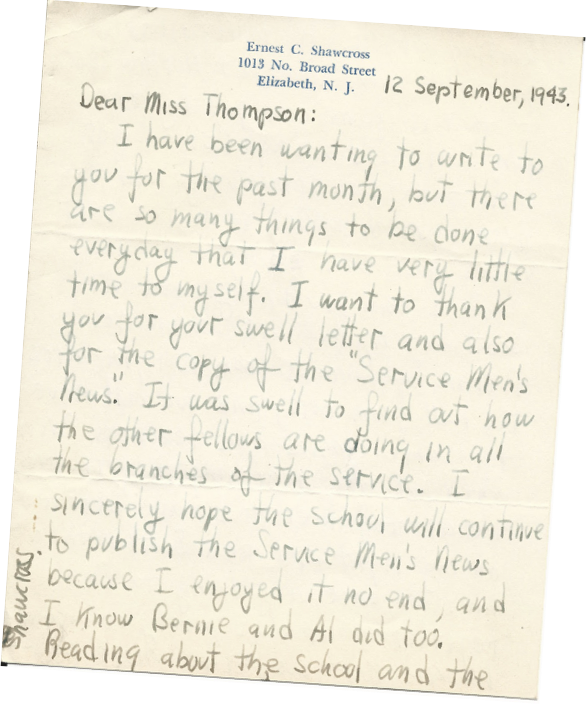 Ernest C. Shawcross
1013 No. Broad Street
Elizabeth, N. J.
12 September, 1943.
Dear Miss Thompson:
I have been wanting to write to
you for the past month, but there
are so many things to be done
everyday that I have very little
time to myself. I want to thank
you for your swell letter and also
for the copy of the "Service Men's
News." It was swell to find out how
the other fellows are doing in all
the branches of the service. I
sincerely hope the school will continue
to publish the Service Men's News
because I enjoyed it no end, and
I know Bernie and Al did too.
Reading about the school and the
Shawcross